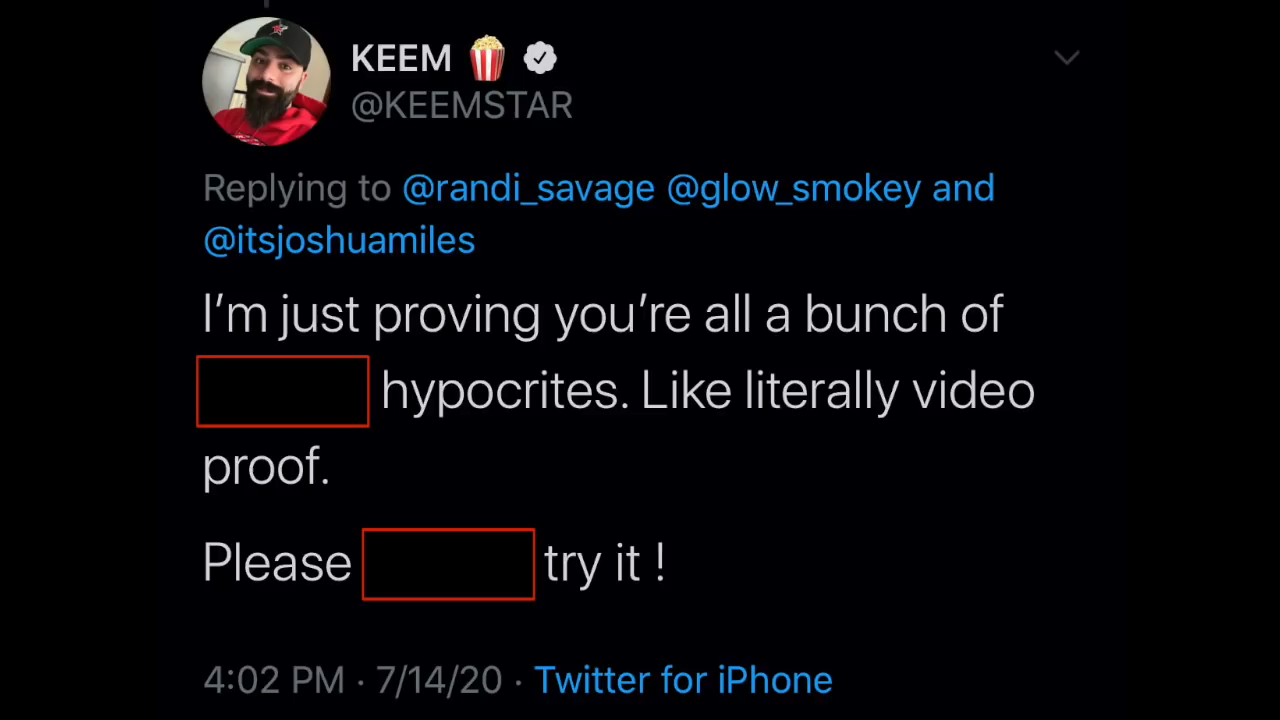 KEEM 🍿
@KEEMSTAR
Replying to @randi_savage @glow_smokey and
@itsjoshuamiles
I’m just proving you’re all a bunch of
hypocrites. Like literally video
proof.
Please try it !
4:02 PM · 7/14/20 · Twitter for iPhone